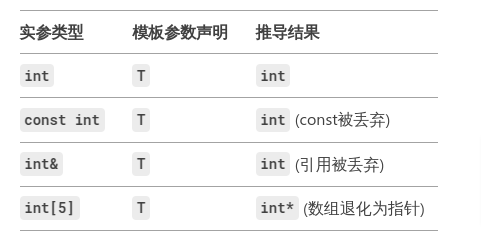 实参类型 模板参数声明 推导结果
int T int
const int T int (const被丢弃)
int& T int (引用被丢弃)
int[5] T int* (数组退化为指针)